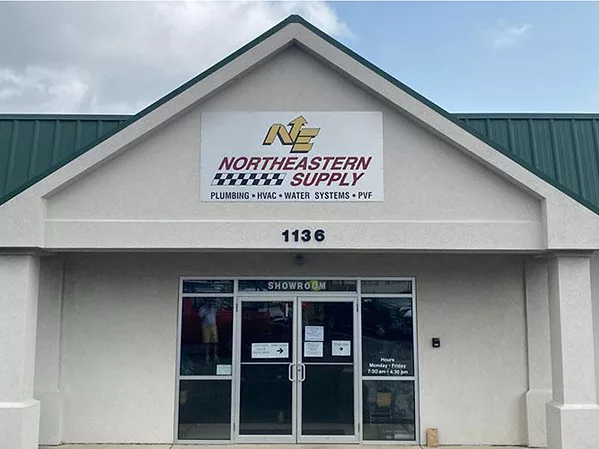 NE
NORTHEASTERN
SUPPLY
PLUMBING • HVAC • WATER SYSTEMS • PVF
1136
SHOWROOM
Hours
Monday - Friday
7:30 am - 4:30 pm